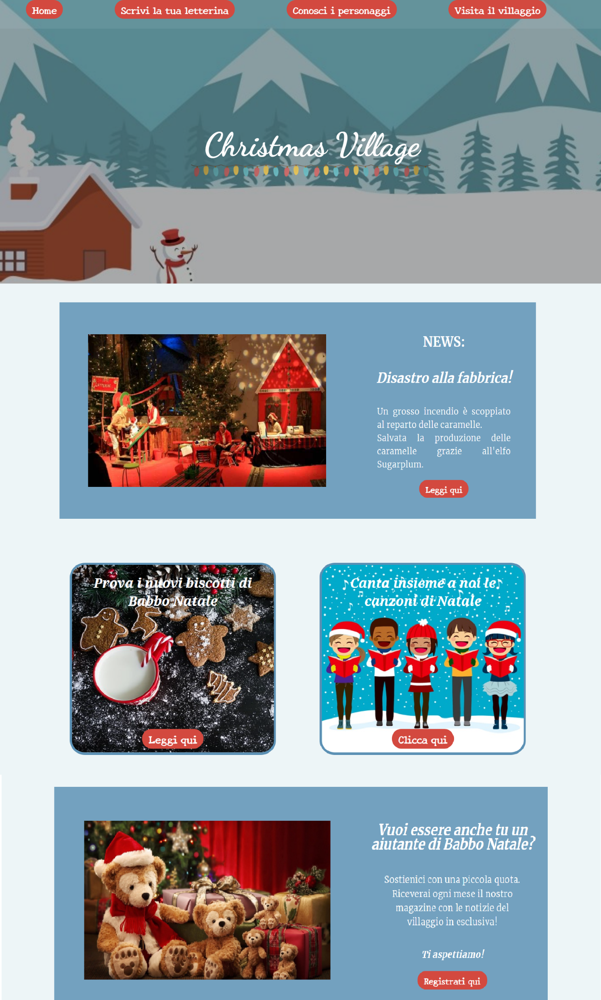 Home
Scrivi la tua letterina
Conosci i personaggi
Visita il villaggio
Christmas Village
LETTERINE
NEWS:
Disastro alla fabbrica!
Un grosso incendio è scoppiato
al reparto delle caramelle.
Salvata la produzione delle
caramelle grazie all'elfo
Sugarplum.
Leggi qui
Prova i nuovi biscotti di
Babbo Natale
Leggi qui
Canta insieme a noi le
canzoni di Natale
Clicca qui
Vuoi essere anche tu un
aiutante di Babbo Natale?
Sostienici con una piccola quota.
Riceverai ogni mese il nostro
magazine con le notizie del
villaggio in esclusiva!
Ti aspettiamo!
Registrati qui